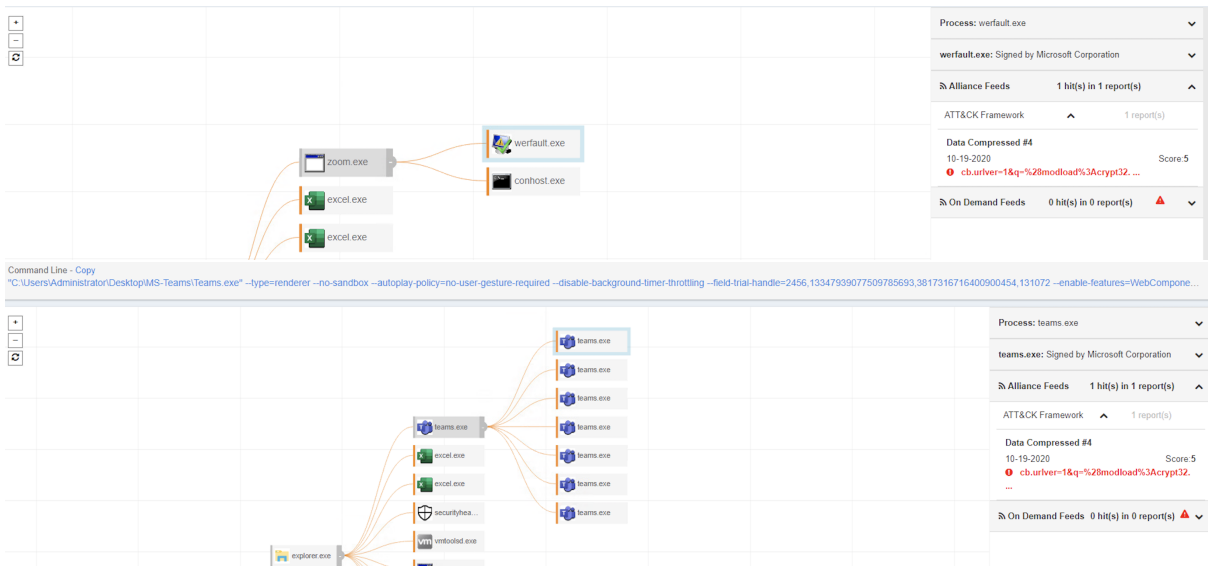 +
−
Process: werfault.exe
werfault.exe: Signed by Microsoft Corporation
Alliance Feeds 1 hit(s) in 1 report(s)
ATT&CK Framework 1 report(s)
Data Compressed #4
10-19-2020 Score:5
cb.urlver=1&q=%28modload%3Acrypt32. ...
On Demand Feeds 0 hit(s) in 0 report(s)
zoom.exe
werfault.exe
conhost.exe
excel.exe
excel.exe
Command Line - Copy
"C:\Users\Administrator\Desktop\MS-Teams\Teams.exe" --type=renderer --no-sandbox --autoplay-policy=no-user-gesture-required --disable-background-timer-throttling --field-trial-handle=2456,13347939077509785693,3817316716400900454,131072 --enable-features=WebCompone...
+
−
teams.exe
teams.exe
teams.exe
teams.exe
teams.exe
teams.exe
teams.exe
teams.exe
excel.exe
excel.exe
securityhea...
vm
vmtoolsd.exe
explorer.exe
Process: teams.exe
teams.exe: Signed by Microsoft Corporation
Alliance Feeds 1 hit(s) in 1 report(s)
ATT&CK Framework 1 report(s)
Data Compressed #4
10-19-2020 Score:5
cb.urlver=1&q=%28modload%3Acrypt32.
...
On Demand Feeds 0 hit(s) in 0 report(s)